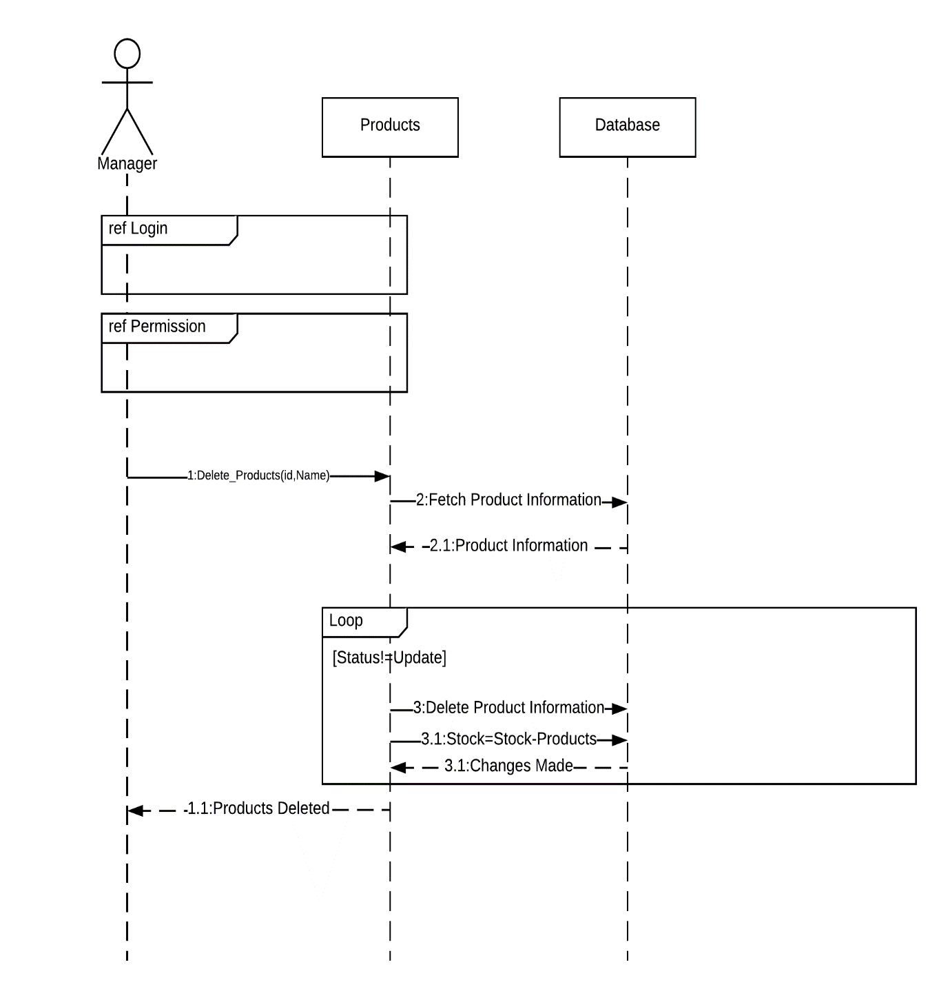 Products
Database
Manager
ref Login
ref Permission
1:Delete_Products(id,Name)
2:Fetch Product Information
2.1:Product Information
Loop
[Status!=Update]
3:Delete Product Information
3.1:Stock=Stock-Products
3.1:Changes Made
1.1:Products Deleted